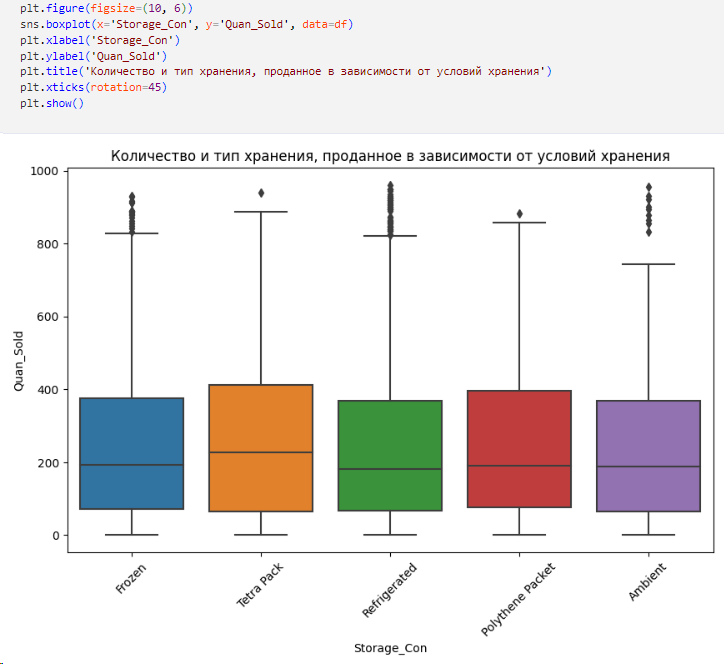 plt.figure(figsize=(10, 6))
sns.boxplot(x='Storage_Con', y='Quan_Sold', data=df)
plt.xlabel('Storage_Con')
plt.ylabel('Quan_Sold')
plt.title('Количество и тип хранения, проданное в зависимости от условий хранения')
plt.xticks(rotation=45)
plt.show()
Количество и тип хранения, проданное в зависимости от условий хранения
1000
800
600
400
200
0
Quan_Sold
Frozen
Tetra Pack
Refrigerated
Polythene Packet
Ambient
Storage_Con